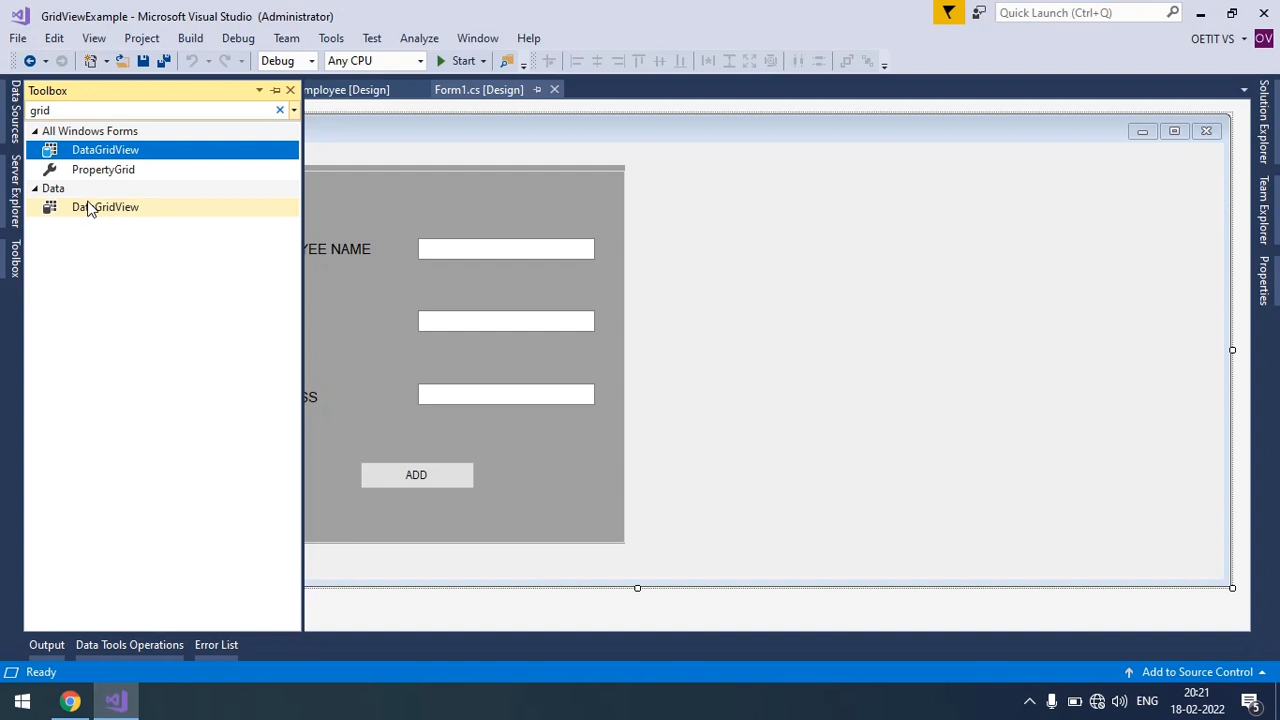 GridViewExample - Microsoft Visual Studio (Administrator)
Quick Launch (Ctrl+Q)
File Edit View Project Build Debug Team Tools Test Analyze Window Help
OETIT VS OV
Debug Any CPU Start
Toolbox
mployee [Design] Form1.cs [Design]
grid
All Windows Forms
DataGridView
PropertyGrid
Data
DataGridView
Data Sources
Server Explorer
Toolbox
YEE NAME
SS
ADD
Solution Explorer
Team Explorer
Properties
Output Data Tools Operations Error List
Ready Add to Source Control
ENG
20:21
18-02-2022
5